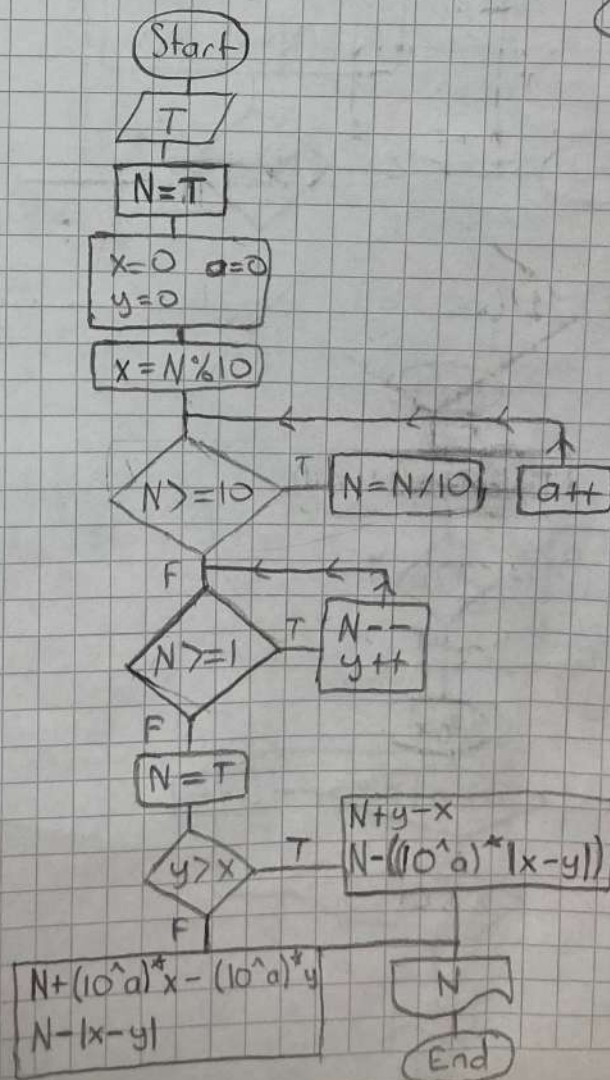 Start
T
N=T
x=0 a=0
y=0
x=N%10
N>=10
T
N=N/10
a++
F
N>=1
T
N--
y++
F
N=T
y>x
T
N+y-x
N-((10^a)*|x-y|)
F
N+(10^a)*x-(10^a)*y
N-|x-y|
N
End